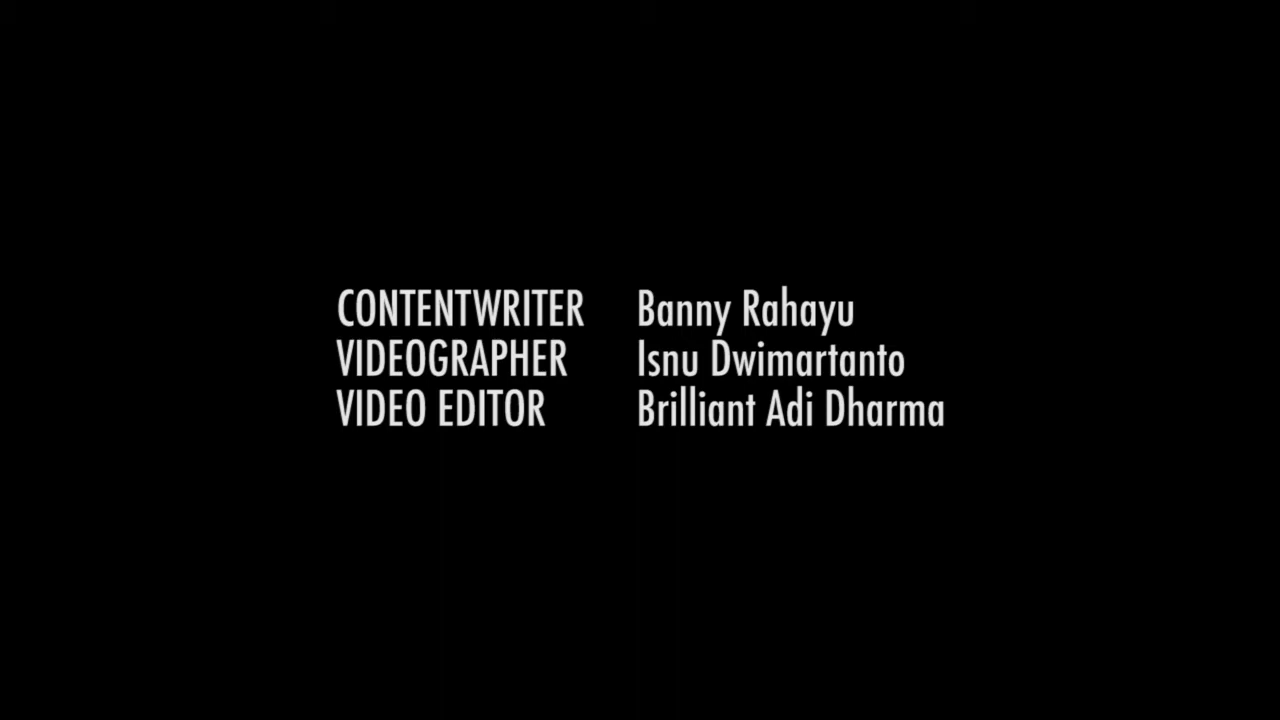 CONTENTWRITER Banny Rahayu
VIDEOGRAPHER Isnu Dwimartanto
VIDEO EDITOR Brilliant Adi Dharma